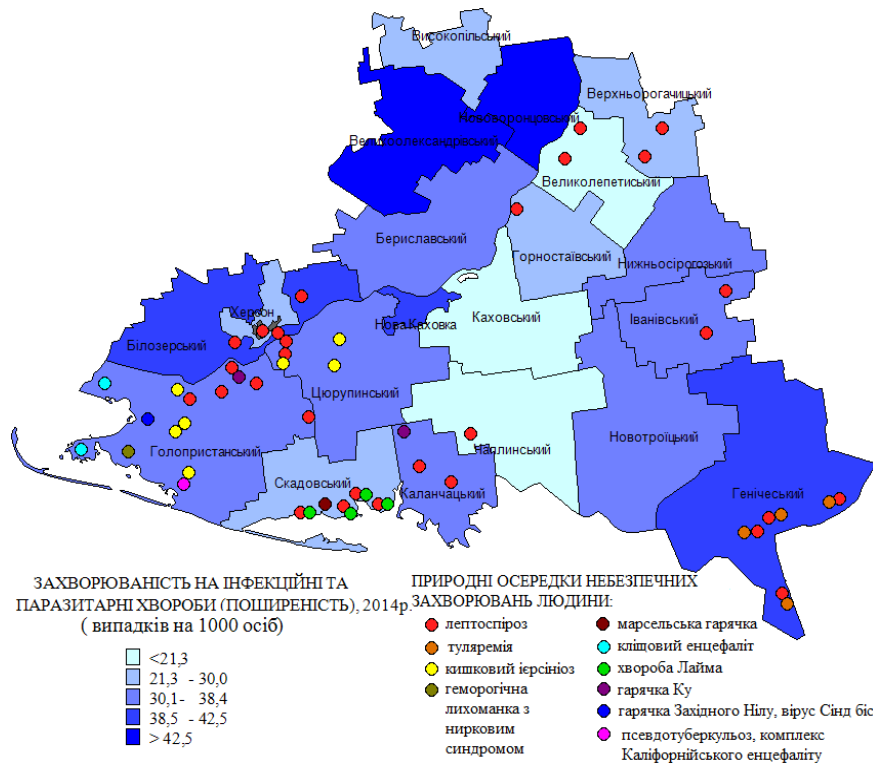 Високопільський
Верхньорогачицький
Нововоронцовський
Великоолександрівський
Великолепетиський
Бериславський
Горностаївський
Нижньосірогозький
Херсон
Білозерський
Нова Каховка
Каховський
Іванівський
Цюрупинський
Голопристанський
Чаплинський
Новотроїцький
Скадовський
Каланчацький
Генічеський
ЗАХВОРЮВАНІСТЬ НА ІНФЕКЦІЙНІ ТА
ПАРАЗИТАРНІ ХВОРОБИ (ПОШИРЕНІСТЬ), 2014р.
( випадків на 1000 осіб)
<21,3
21,3 - 30,0
30,1- 38,4
38,5 - 42,5
> 42,5
ПРИРОДНІ ОСЕРЕДКИ НЕБЕЗПЕЧНИХ
ЗАХВОРЮВАНЬ ЛЮДИНИ:
лептоспіроз
туляремія
кишковий ієрсініоз
геморогічна
лихоманка з
нирковим
синдромом
марсельська гарячка
кліщовий енцефаліт
хвороба Лайма
гарячка Ку
гарячка Західного Нілу, вірус Сінд біс
псевдотуберкульоз, комплекс
Каліфорнійського енцефаліту